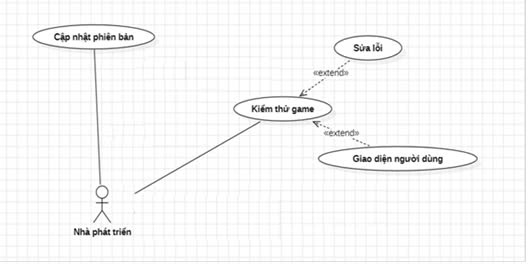 Cập nhật phiên bản
Sửa lỗi
«extend»
Kiểm thử game
«extend»
Giao diện người dùng
Nhà phát triển